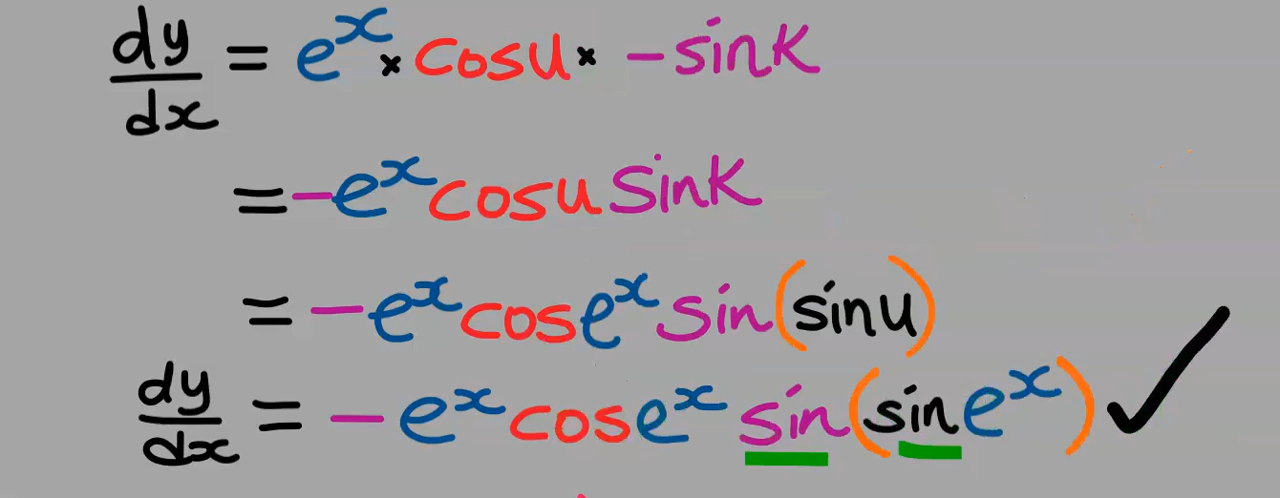 dy/dx = e^x × cosu × -sink
= -e^x cosu sink
= -e^x cose^x sin(sinu)
dy/dx = -e^x cose^x sin(sine^x) ✓